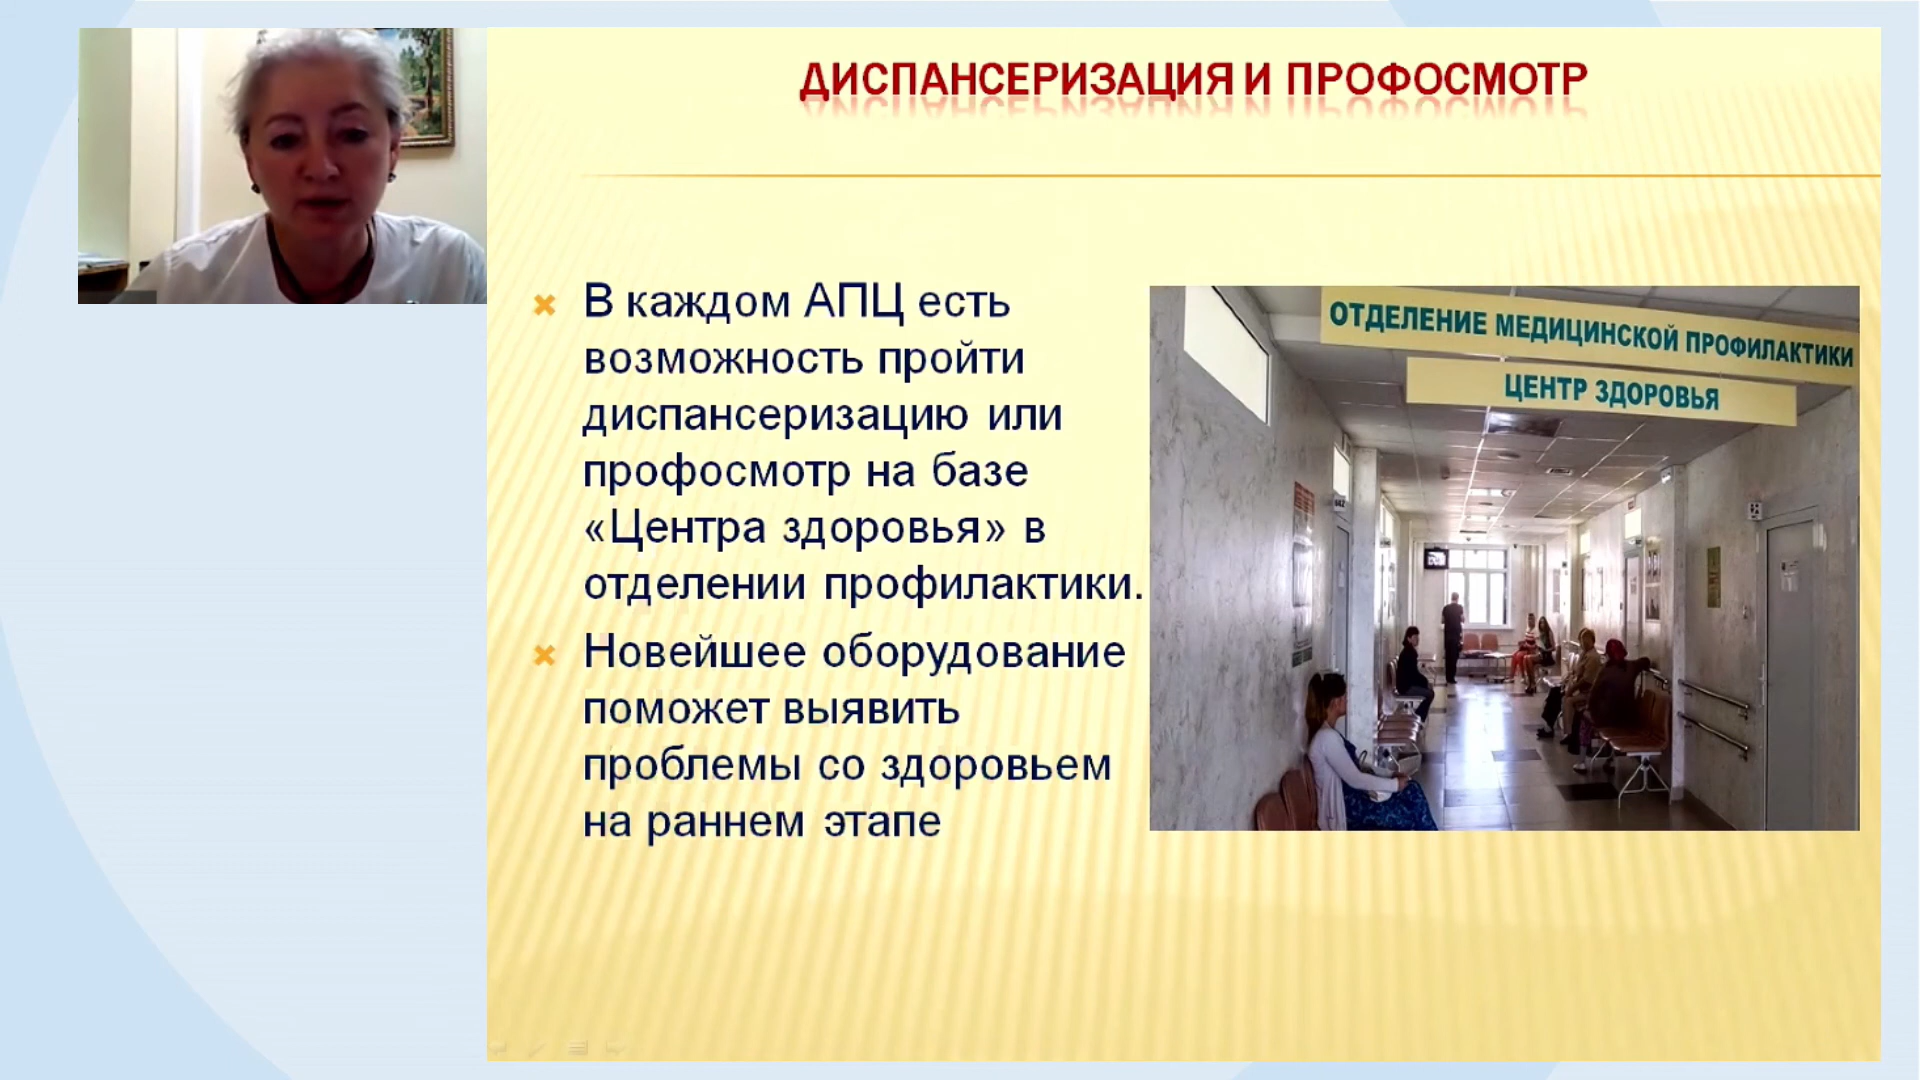 ДИСПАНСЕРИЗАЦИЯ И ПРОФОСМОТР
В каждом АПЦ есть
возможность пройти
диспансеризацию или
профосмотр на базе
«Центра здоровья» в
отделении профилактики.
Новейшее оборудование
поможет выявить
проблемы со здоровьем
на раннем этапе
ОТДЕЛЕНИЕ МЕДИЦИНСКОЙ ПРОФИЛАКТИКИ
ЦЕНТР ЗДОРОВЬЯ